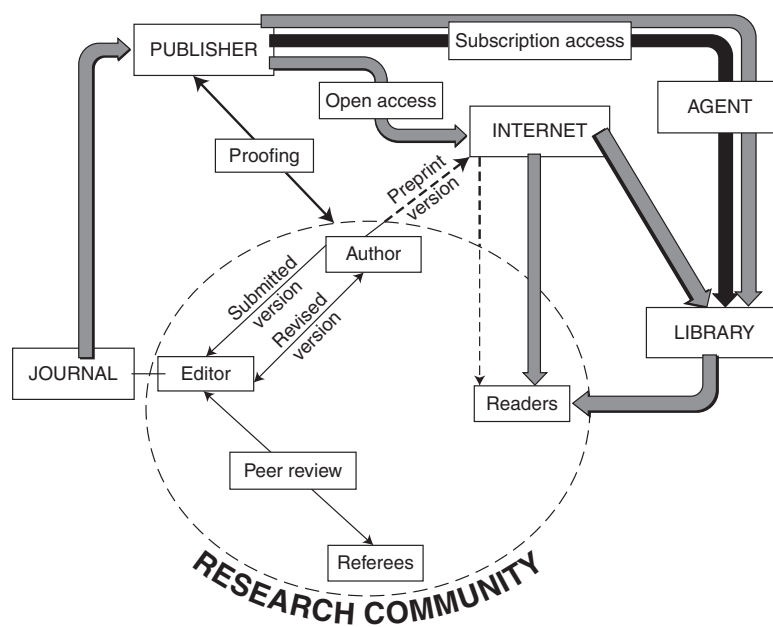 PUBLISHER
Subscription access
Open access
AGENT
INTERNET
Proofing
Preprint
version
Author
Submitted
version
Revised
version
LIBRARY
JOURNAL
Editor
Readers
Peer review
Referees
RESEARCH COMMUNITY